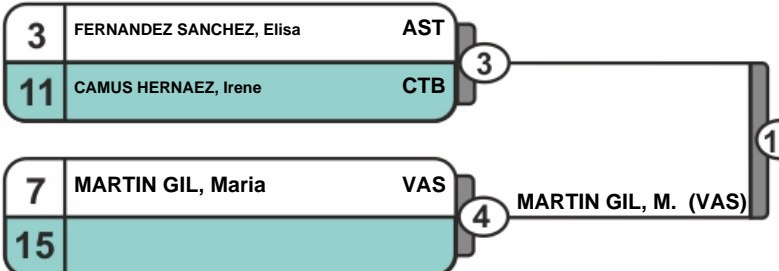 3 FERNANDEZ SANCHEZ, Elisa AST
3
11 CAMUS HERNAEZ, Irene CTB
1
7 MARTIN GIL, Maria VAS
4 MARTIN GIL, M. (VAS)
15